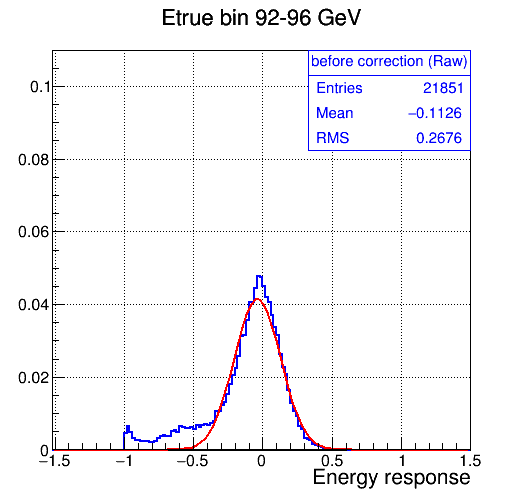 Etrue bin 92-96 GeV
before correction (Raw)
Entries 21851
Mean −0.1126
RMS 0.2676
0.1
0.08
0.06
0.04
0.02
0
−1.5 −1 −0.5 0 0.5 1 1.5
Energy response